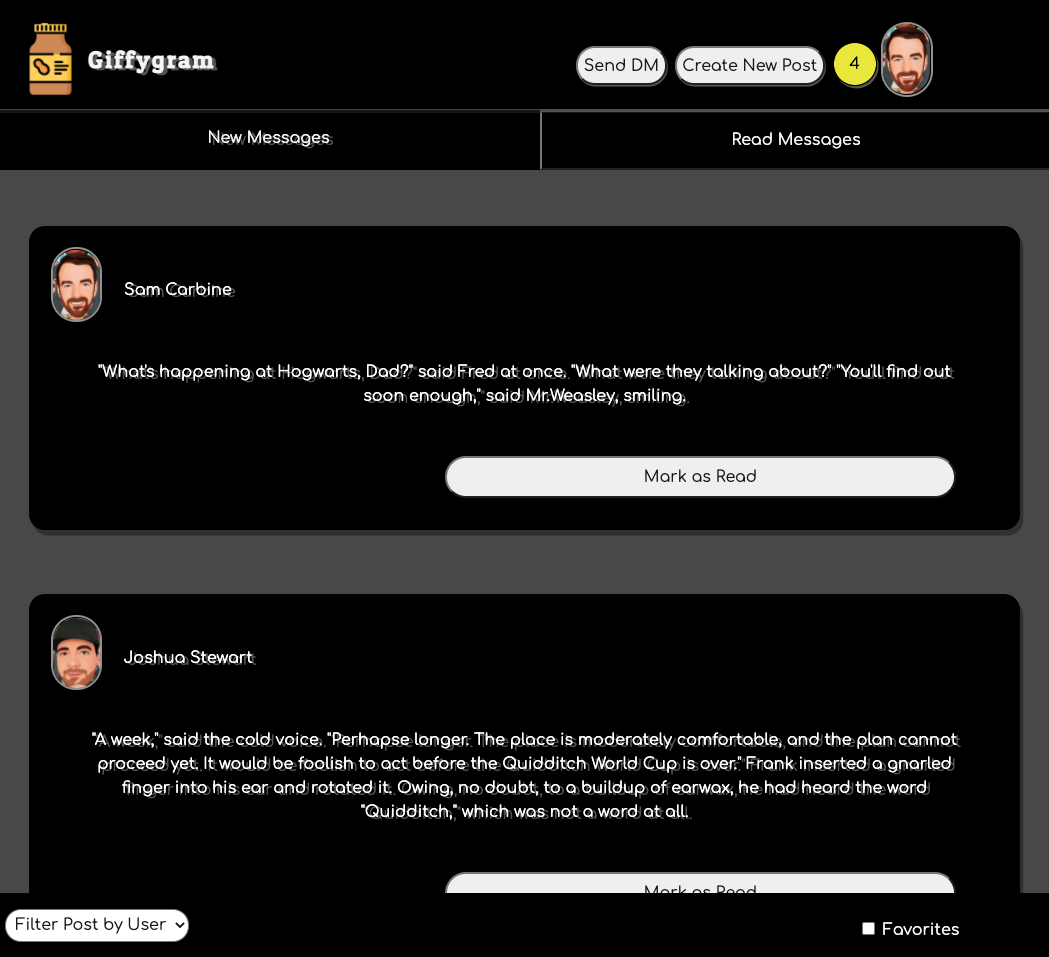 Giffygram
Send DM
Create New Post
4
New Messages
Read Messages
Sam Carbine
"What's happening at Hogwarts, Dad?" said Fred at once. "What were they talking about?" "You'll find out
soon enough," said Mr.Weasley, smiling.
Mark as Read
Joshua Stewart
"A week," said the cold voice. "Perhapse longer. The place is moderately comfortable, and the plan cannot
proceed yet. It would be foolish to act before the Quidditch World Cup is over." Frank inserted a gnarled
finger into his ear and rotated it. Owing, no doubt, to a buildup of earwax, he had heard the word
"Quidditch," which was not a word at all.
Mark as Read
Filter Post by User
Favorites